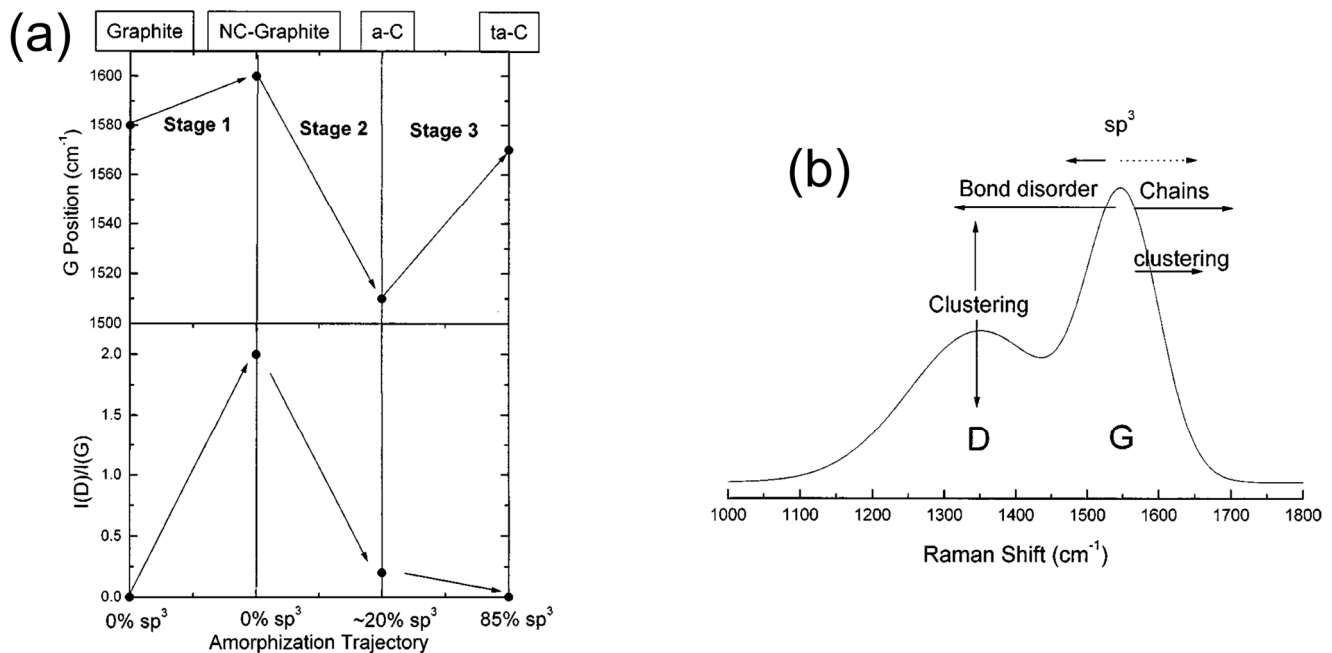 (a)
Graphite NC-Graphite a-C ta-C
1600
1580
1560
1540
1520
1500
G Position (cm⁻¹)
Stage 1 Stage 2 Stage 3
2.0
1.5
1.0
0.5
0.0
I(D)/I(G)
0% sp³ 0% sp³ ~20% sp³ 85% sp³
Amorphization Trajectory
(b)
sp³
Bond disorder Chains
clustering
Clustering
D G
1000 1100 1200 1300 1400 1500 1600 1700 1800
Raman Shift (cm⁻¹)